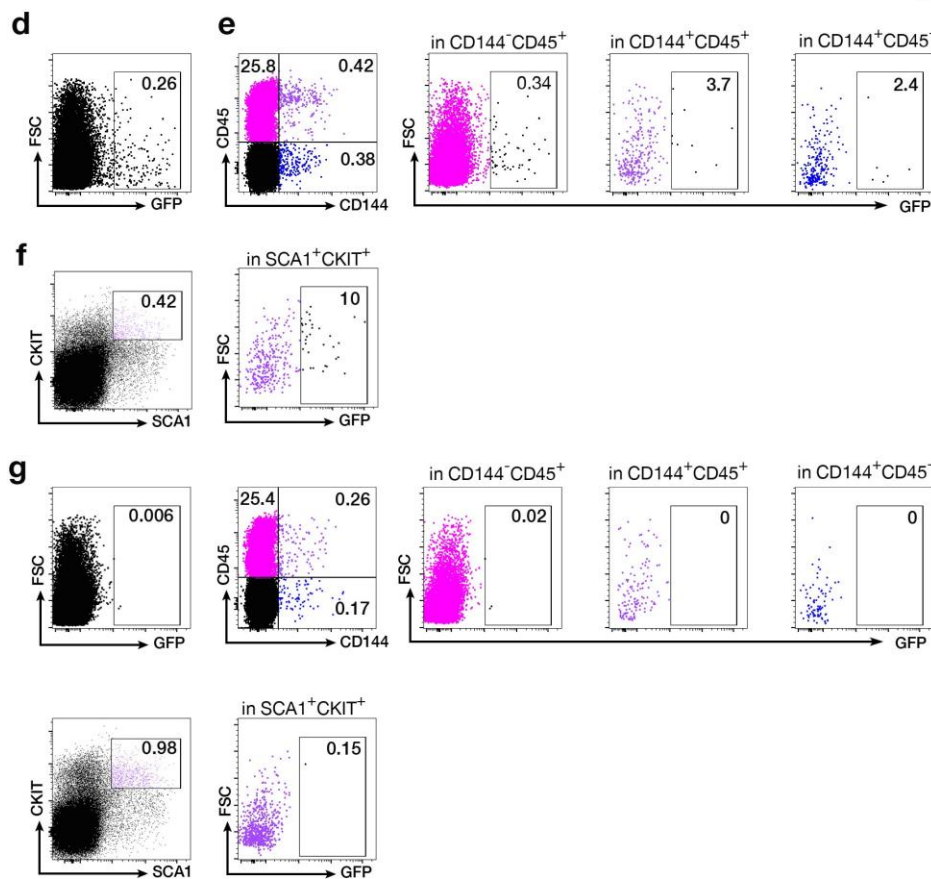 d
0.26
FSC
GFP
e
25.8
0.42
0.38
CD45
CD144
in CD144⁻CD45⁺
0.34
FSC
in CD144⁺CD45⁺
3.7
in CD144⁺CD45⁻
2.4
GFP
f
0.42
CKIT
SCA1
in SCA1⁺CKIT⁺
10
FSC
GFP
g
0.006
FSC
GFP
25.4
0.26
0.17
CD45
CD144
in CD144⁻CD45⁺
0.02
FSC
in CD144⁺CD45⁺
0
in CD144⁺CD45⁻
0
GFP
0.98
CKIT
SCA1
in SCA1⁺CKIT⁺
0.15
FSC
GFP